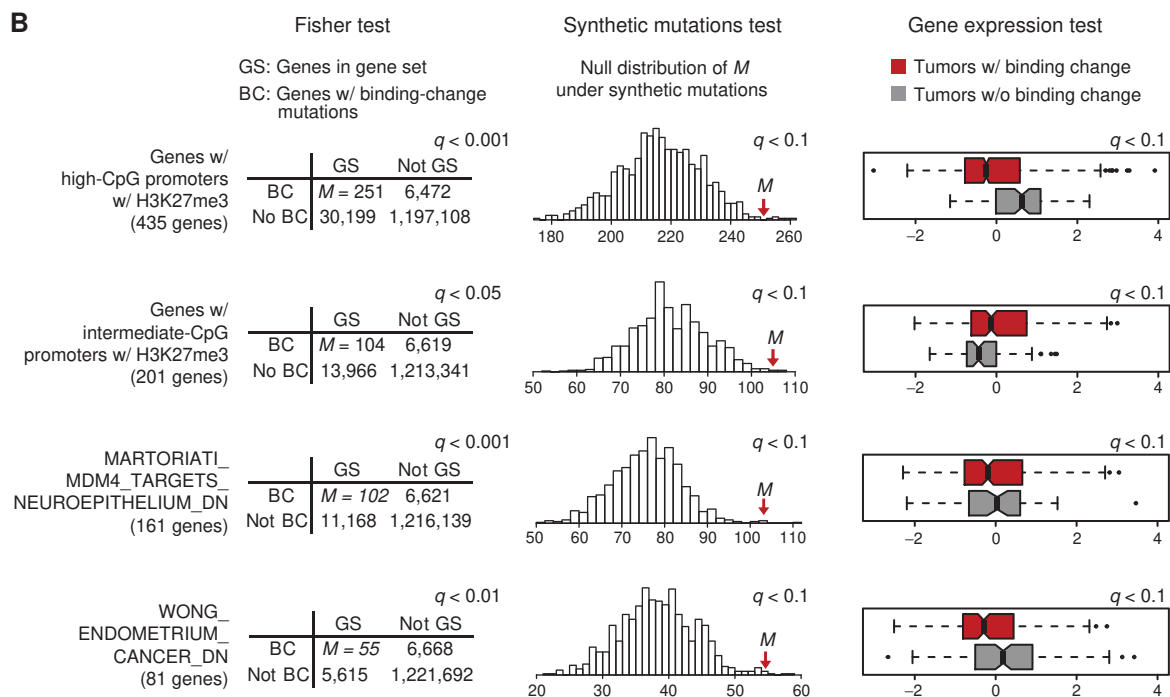 B
Fisher test
Synthetic mutations test
Gene expression test
GS: Genes in gene set
BC: Genes w/ binding-change
mutations
Null distribution of M
under synthetic mutations
Tumors w/ binding change
Tumors w/o binding change
Genes w/
high-CpG promoters
w/ H3K27me3
(435 genes)
q < 0.001
GS Not GS
BC M = 251 6,472
No BC 30,199 1,197,108
q < 0.1
M
180 200 220 240 260
q < 0.1
−2 0 2 4
Genes w/
intermediate-CpG
promoters w/ H3K27me3
(201 genes)
q < 0.05
GS Not GS
BC M = 104 6,619
No BC 13,966 1,213,341
q < 0.1
M
50 60 70 80 90 100 110
q < 0.1
−2 0 2 4
MARTORIATI_
MDM4_TARGETS_
NEUROEPITHELIUM_DN
(161 genes)
q < 0.001
GS Not GS
BC M = 102 6,621
Not BC 11,168 1,216,139
q < 0.1
M
50 60 70 80 90 100 110
q < 0.1
−2 0 2 4
WONG_
ENDOMETRIUM_
CANCER_DN
(81 genes)
q < 0.01
GS Not GS
BC M = 55 6,668
Not BC 5,615 1,221,692
q < 0.1
M
20 30 40 50 60
q < 0.1
−2 0 2 4